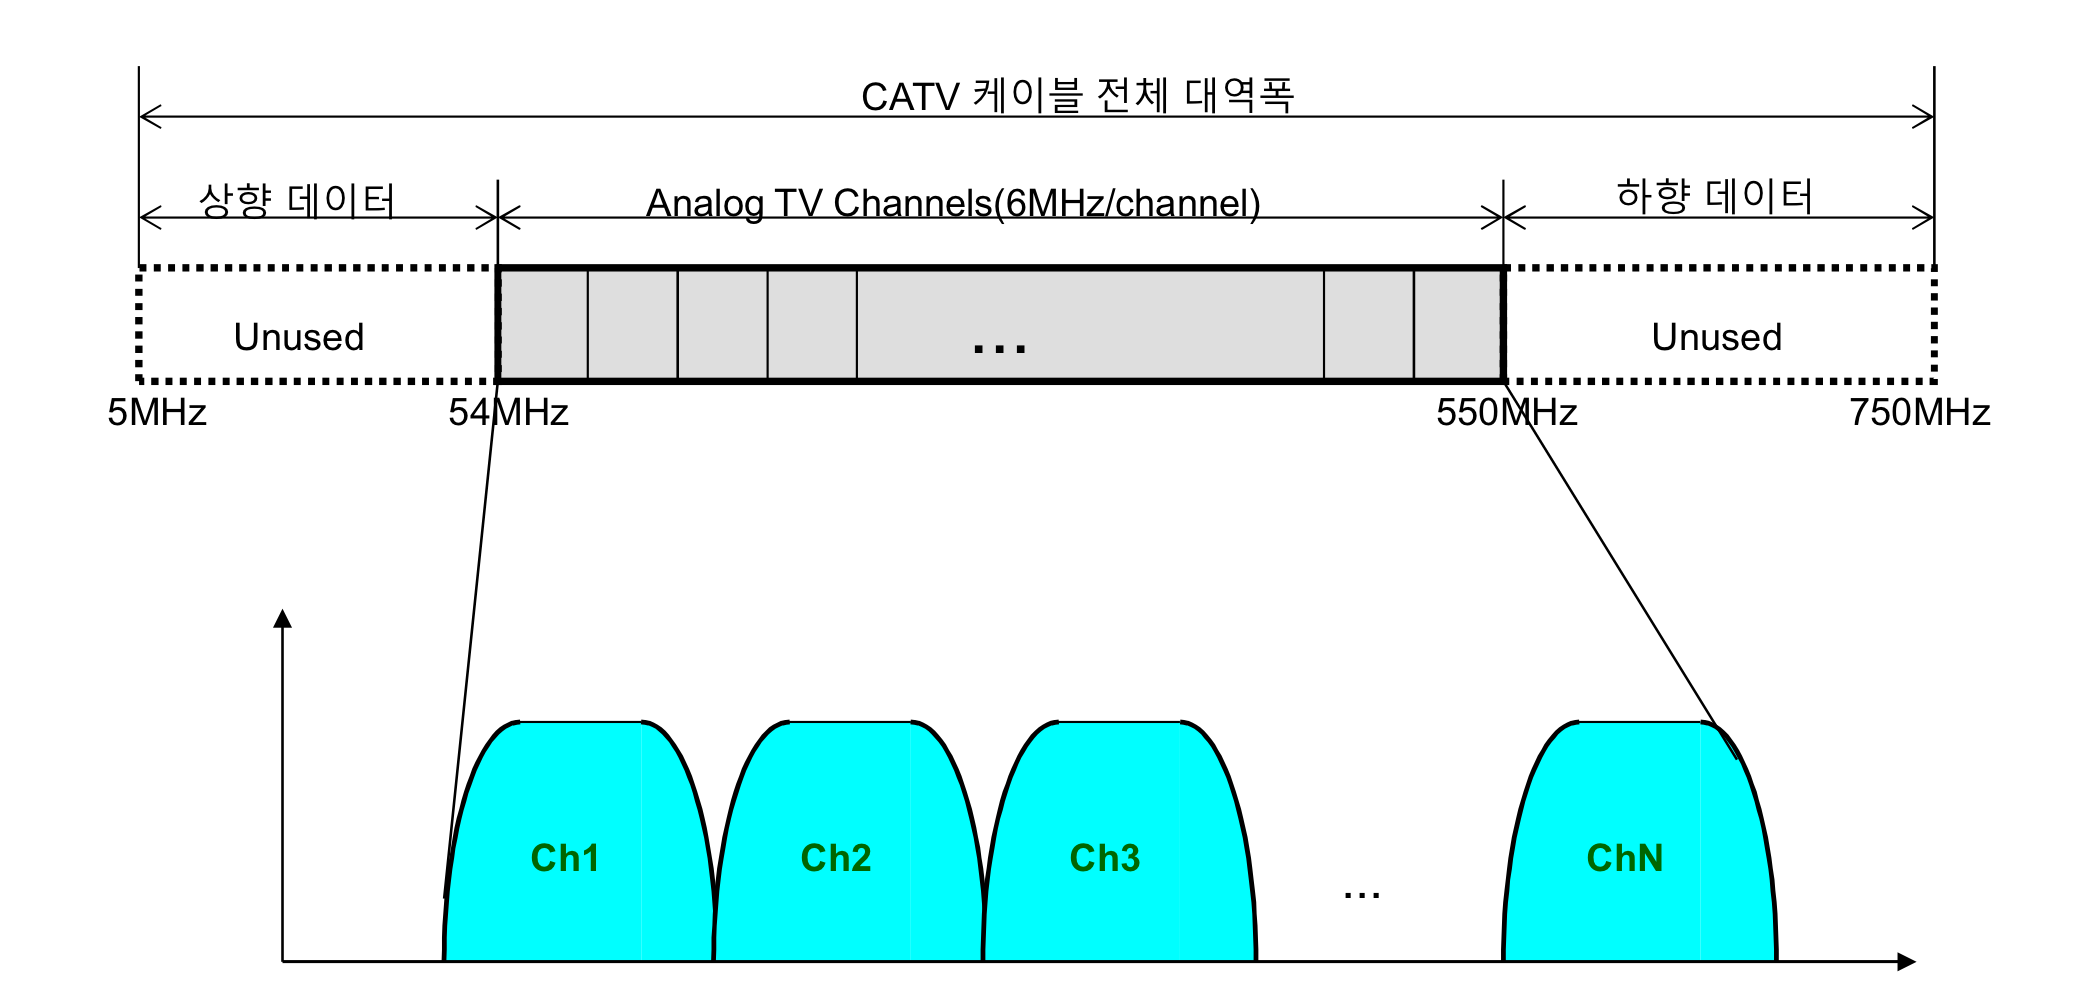 CATV 케이블 전체 대역폭
상향 데이터
Analog TV Channels(6MHz/channel)
하향 데이터
Unused
...
Unused
5MHz
54MHz
550MHz
750MHz
Ch1
Ch2
Ch3
...
ChN